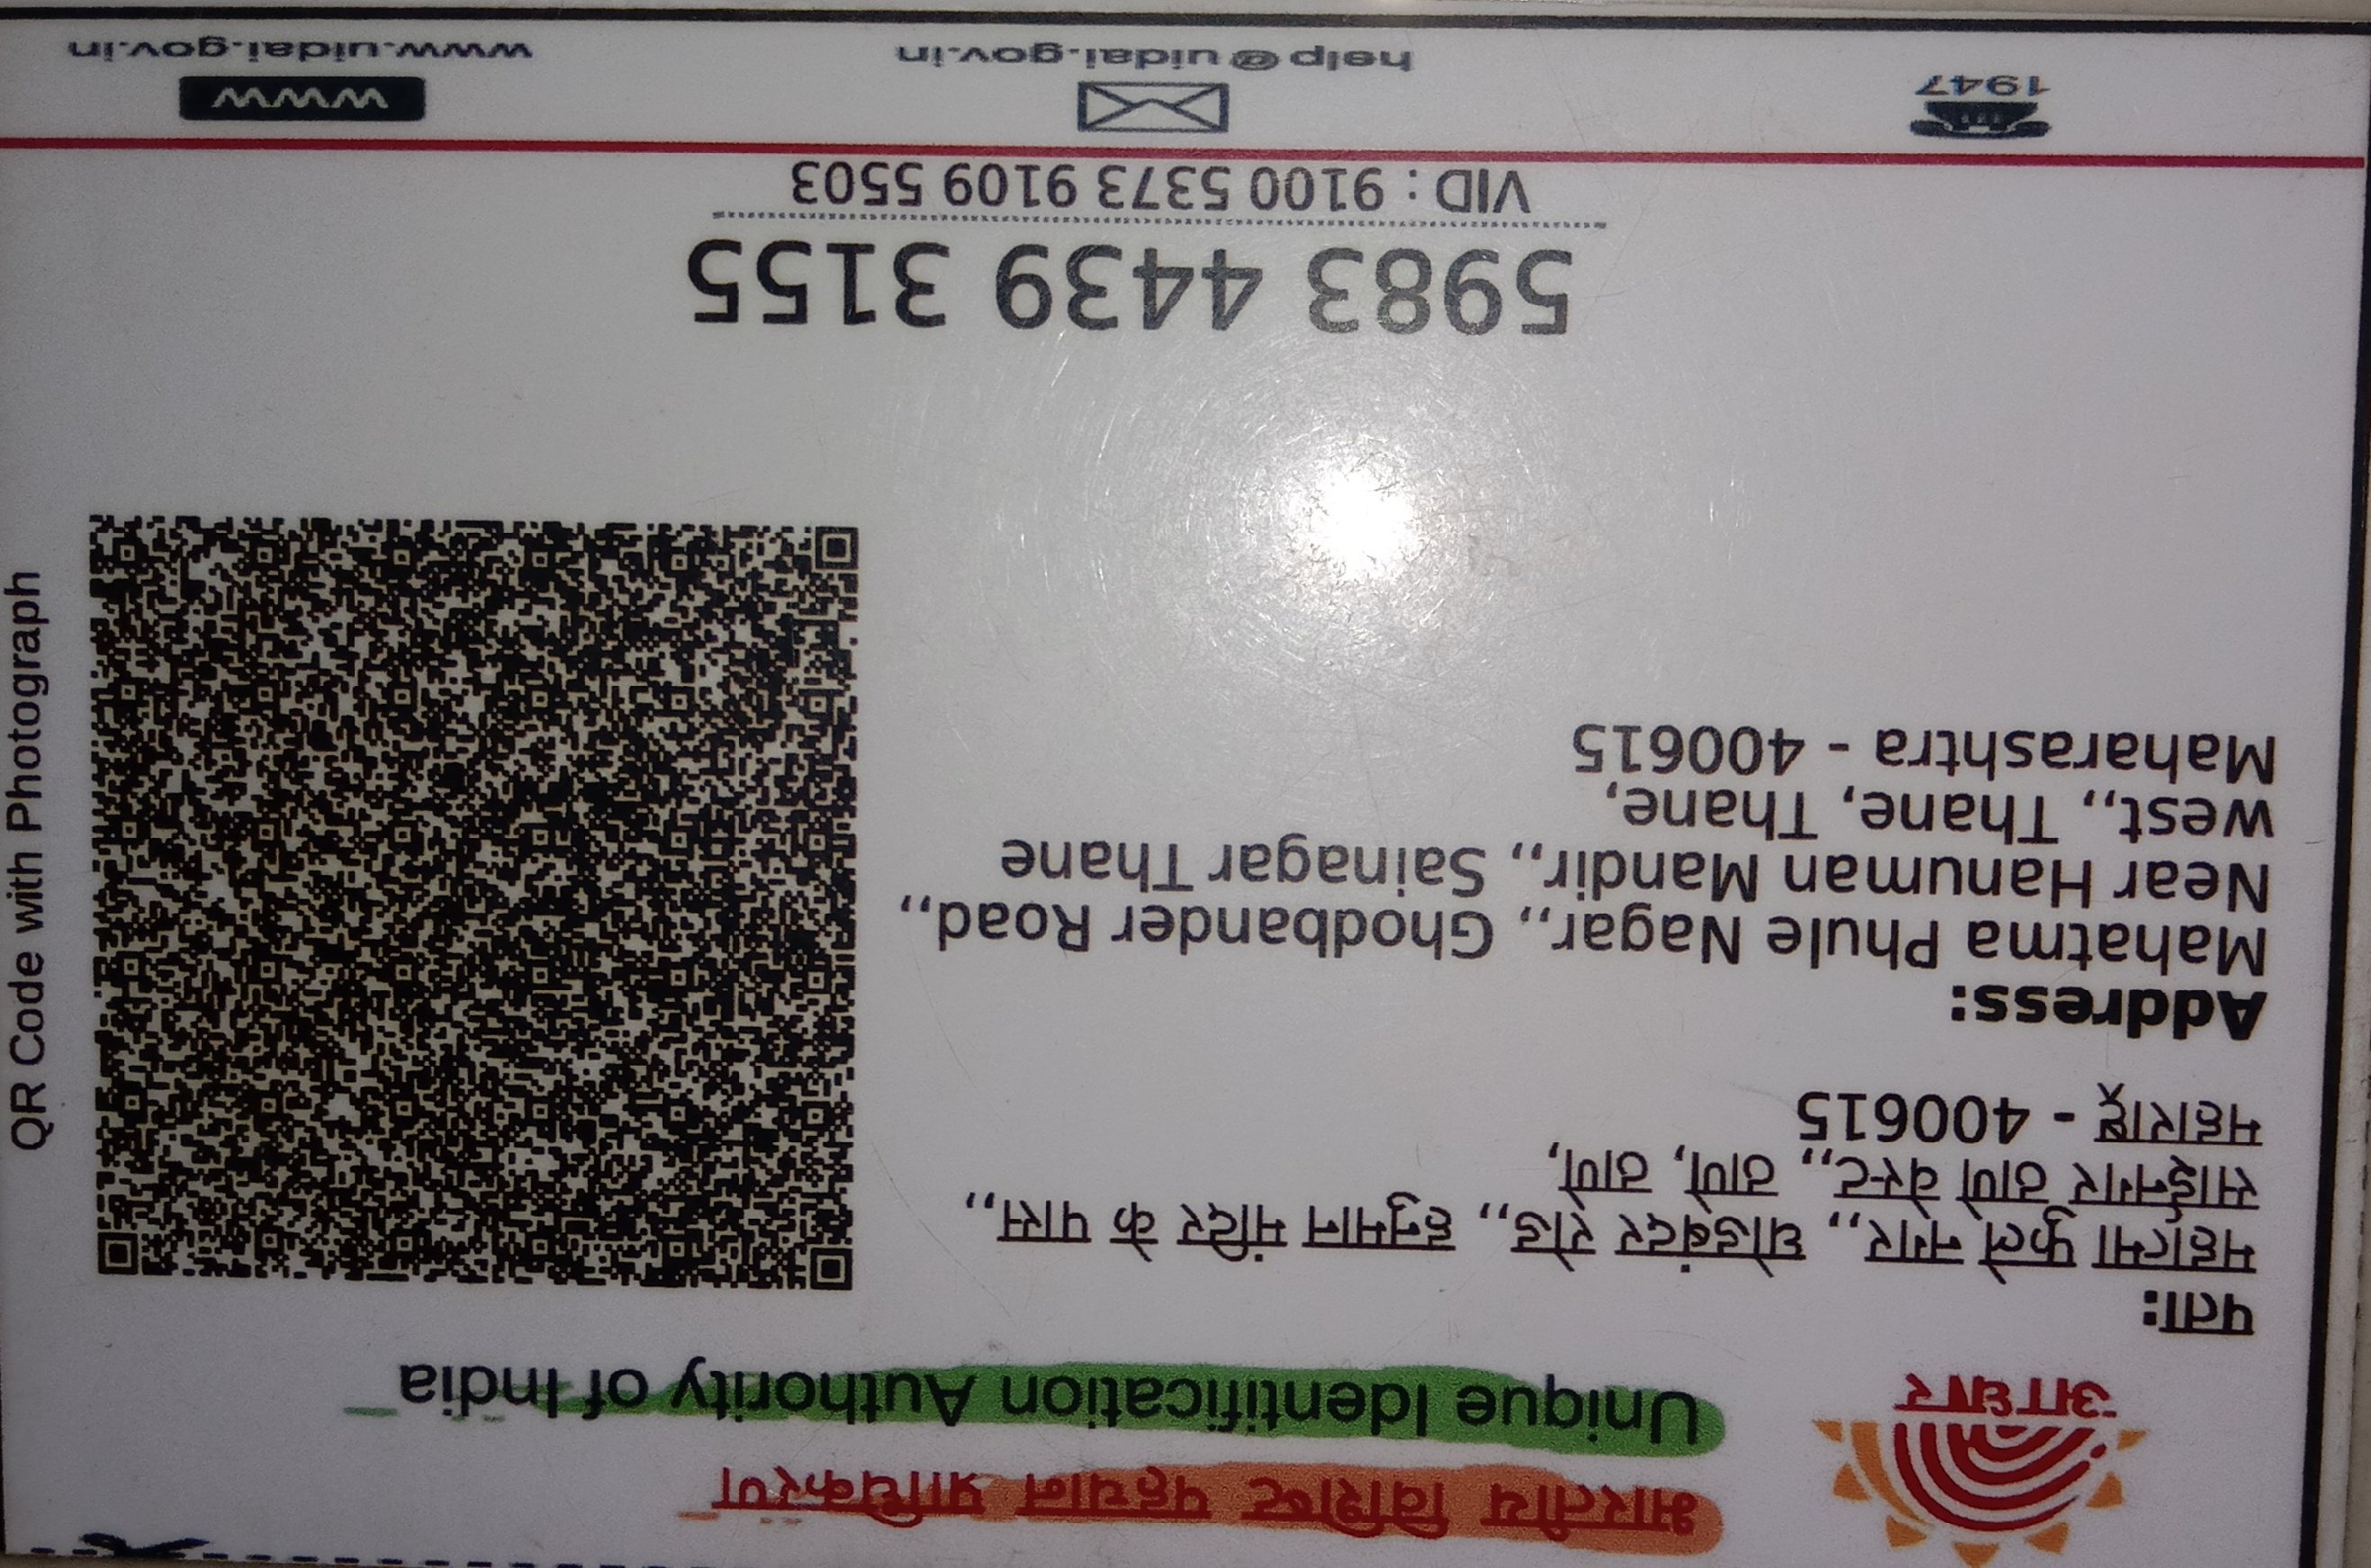 भारतीय विशिष्ट पहचान प्राधिकरण
Unique Identification Authority of India
आधार
पता:
महात्मा फुले नगर,, घोडबंदर रोड,, हनुमान मंदिर के पास,,
साईनगर ठाणे वेस्ट,, ठाणे, ठाणे,
महाराष्ट्र - 400615
Address:
Mahatma Phule Nagar,, Ghodbander Road,,
Near Hanuman Mandir,, Sainagar Thane
west,, Thane, Thane,
Maharashtra - 400615
QR Code with Photograph
5983 4439 3155
VID : 9100 5373 9109 5503
1947
help@uidai.gov.in
WWW
www.uidai.gov.in